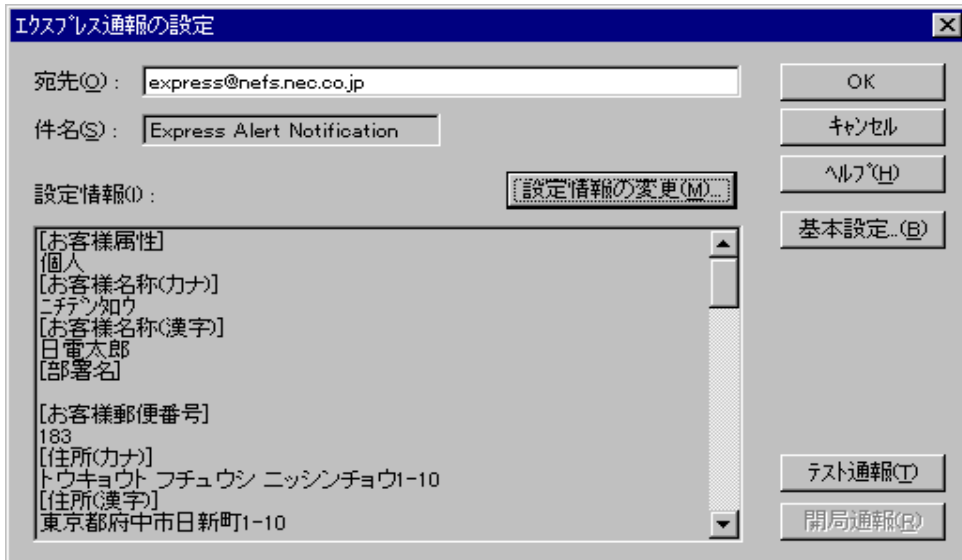 エクスプレス通報の設定
宛先(O): express@nefs.nec.co.jp
OK
件名(S): Express Alert Notification
キャンセル
ヘルプ(H)
設定情報(I):
設定情報の変更(M)...
基本設定..(B)
[お客様属性]
個人
[お客様名称(カナ)]
ニチデンタロウ
[お客様名称(漢字)]
日電太郎
[部署名]
[お客様郵便番号]
183
[住所(カナ)]
トウキョウト フチュウシ ニッシンチョウ1-10
[住所(漢字)]
東京都府中市日新町1-10
テスト通報(T)
開局通報(R)